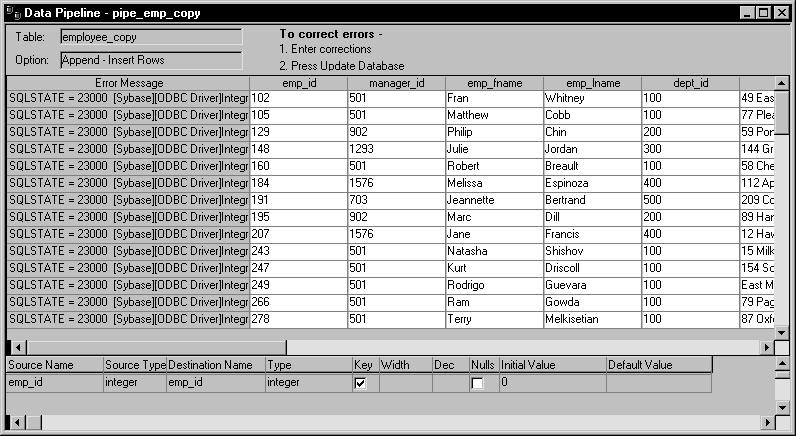 Data Pipeline - pipe_emp_copy
Table: employee_copy
Option: Append - Insert Rows
To correct errors -
1. Enter corrections
2. Press Update Database
Error Message emp_id manager_id emp_fname emp_lname dept_id
SQLSTATE = 23000 [Sybase][ODBC Driver]Integr 102 501 Fran Whitney 100 49 Eas
SQLSTATE = 23000 [Sybase][ODBC Driver]Integr 105 501 Matthew Cobb 100 77 Plea
SQLSTATE = 23000 [Sybase][ODBC Driver]Integr 129 902 Philip Chin 200 59 Pon
SQLSTATE = 23000 [Sybase][ODBC Driver]Integr 148 1293 Julie Jordan 300 144 Gr
SQLSTATE = 23000 [Sybase][ODBC Driver]Integr 160 501 Robert Breault 100 58 Che
SQLSTATE = 23000 [Sybase][ODBC Driver]Integr 184 1576 Melissa Espinoza 400 112 Ap
SQLSTATE = 23000 [Sybase][ODBC Driver]Integr 191 703 Jeannette Bertrand 500 209 Co
SQLSTATE = 23000 [Sybase][ODBC Driver]Integr 195 902 Marc Dill 200 89 Han
SQLSTATE = 23000 [Sybase][ODBC Driver]Integr 207 1576 Jane Francis 400 12 Haw
SQLSTATE = 23000 [Sybase][ODBC Driver]Integr 243 501 Natasha Shishov 100 15 Milk
SQLSTATE = 23000 [Sybase][ODBC Driver]Integr 247 501 Kurt Driscoll 100 154 Sc
SQLSTATE = 23000 [Sybase][ODBC Driver]Integr 249 501 Rodrigo Guevara 100 East M
SQLSTATE = 23000 [Sybase][ODBC Driver]Integr 266 501 Ram Gowda 100 79 Pag
SQLSTATE = 23000 [Sybase][ODBC Driver]Integr 278 501 Terry Melkisetian 100 87 Oxf
Source Name Source Type Destination Name Type Key Width Dec Nulls Initial Value Default Value
emp_id integer emp_id integer 0